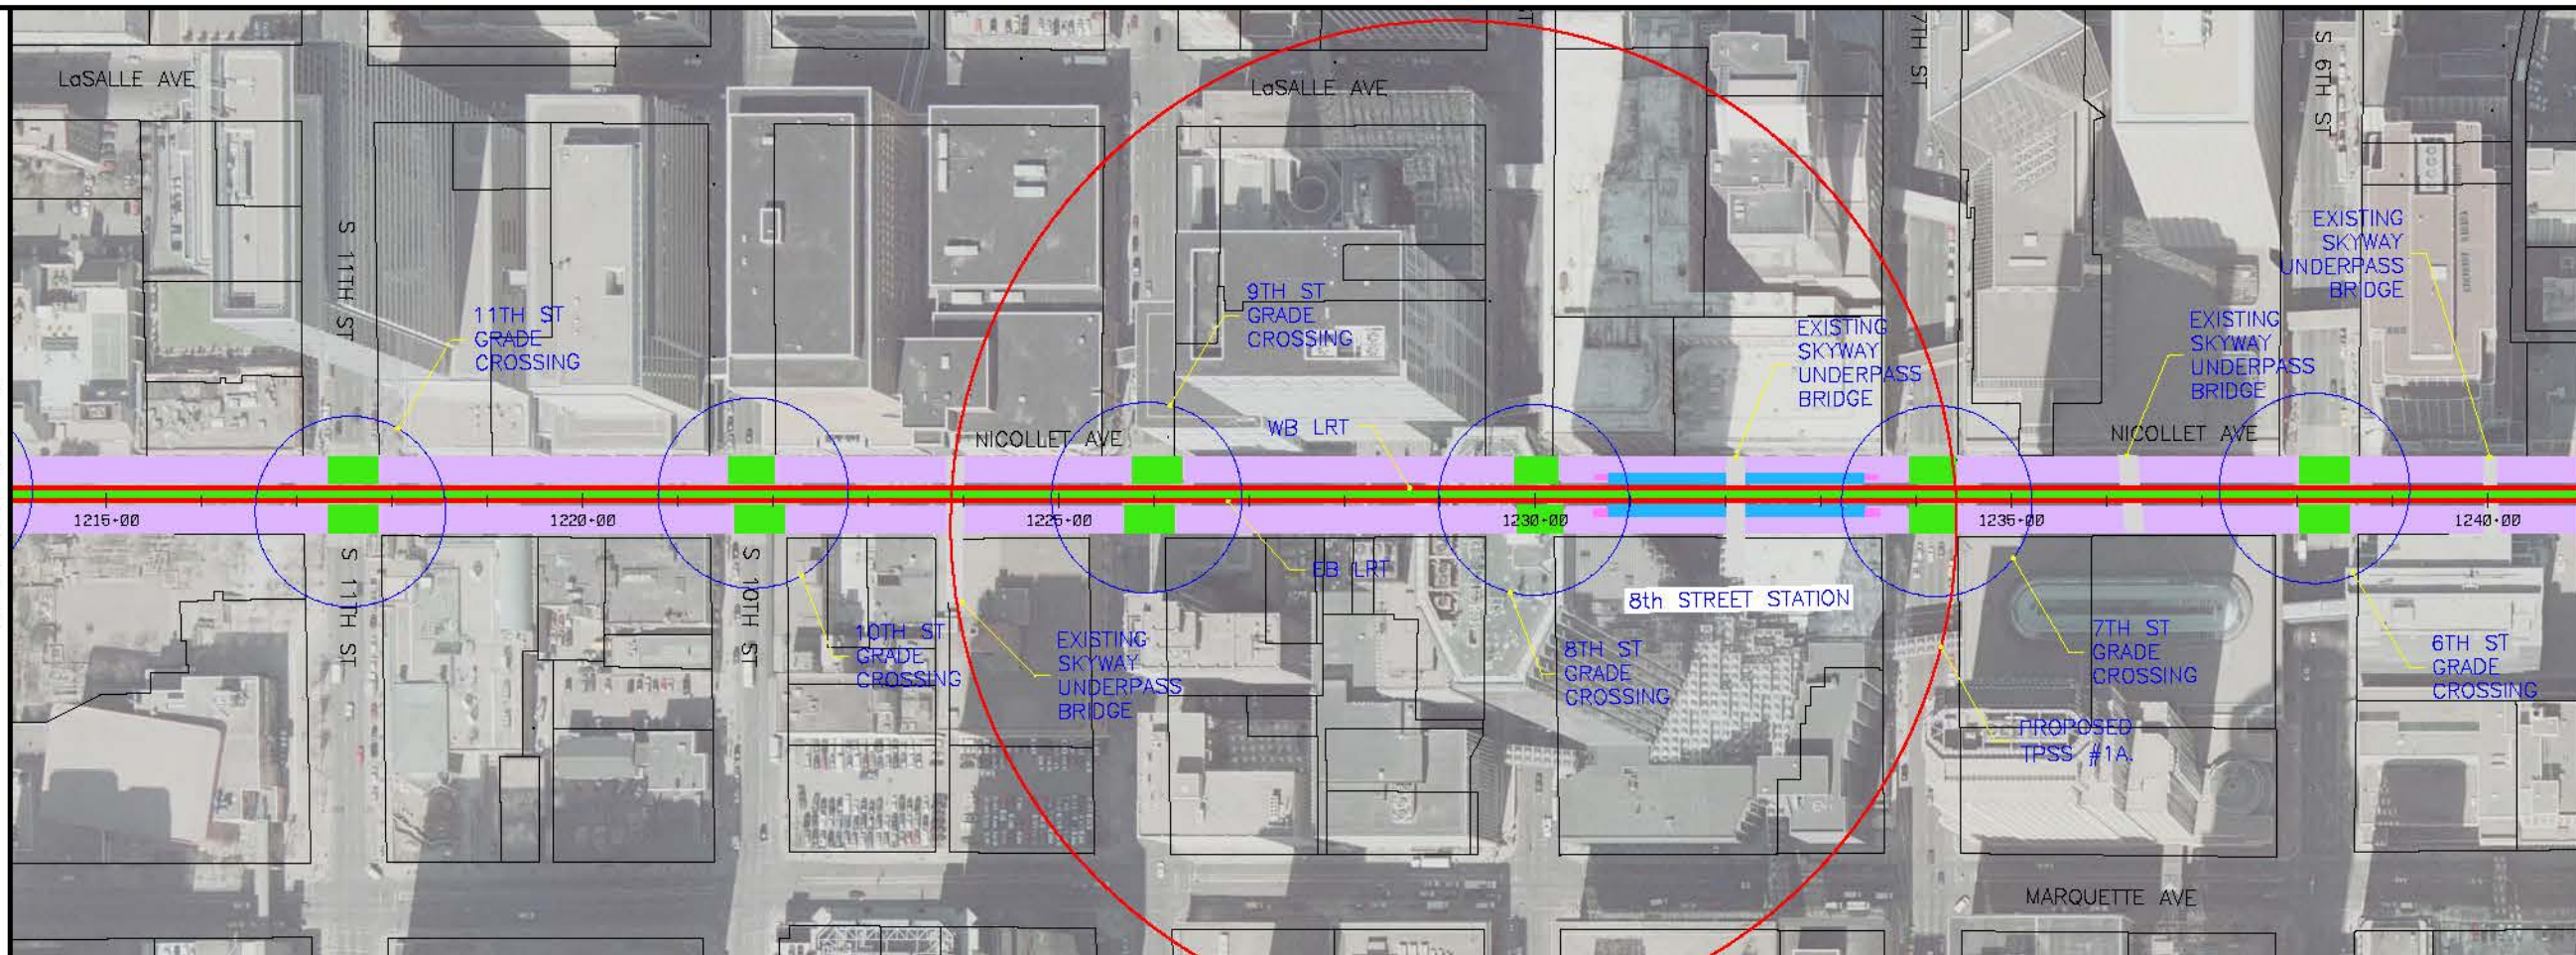 LaSALLE AVE
LaSALLE AVE
7TH ST
S 6TH ST
S 11TH ST
11TH ST
GRADE
CROSSING
9TH ST
GRADE
CROSSING
EXISTING
SKYWAY
UNDERPASS
BRIDGE
EXISTING
SKYWAY
UNDERPASS
BRIDGE
EXISTING
SKYWAY
UNDERPASS
BRIDGE
NICOLLET AVE
WB LRT
NICOLLET AVE
1215+00
1220+00
1225+00
1230+00
1235+00
1240+00
S 11TH ST
S 10TH ST
10TH ST
GRADE
CROSSING
EXISTING
SKYWAY
UNDERPASS
BRIDGE
EB LRT
8th STREET STATION
8TH ST
GRADE
CROSSING
7TH ST
GRADE
CROSSING
6TH ST
GRADE
CROSSING
PROPOSED
TPSS #1A
MARQUETTE AVE